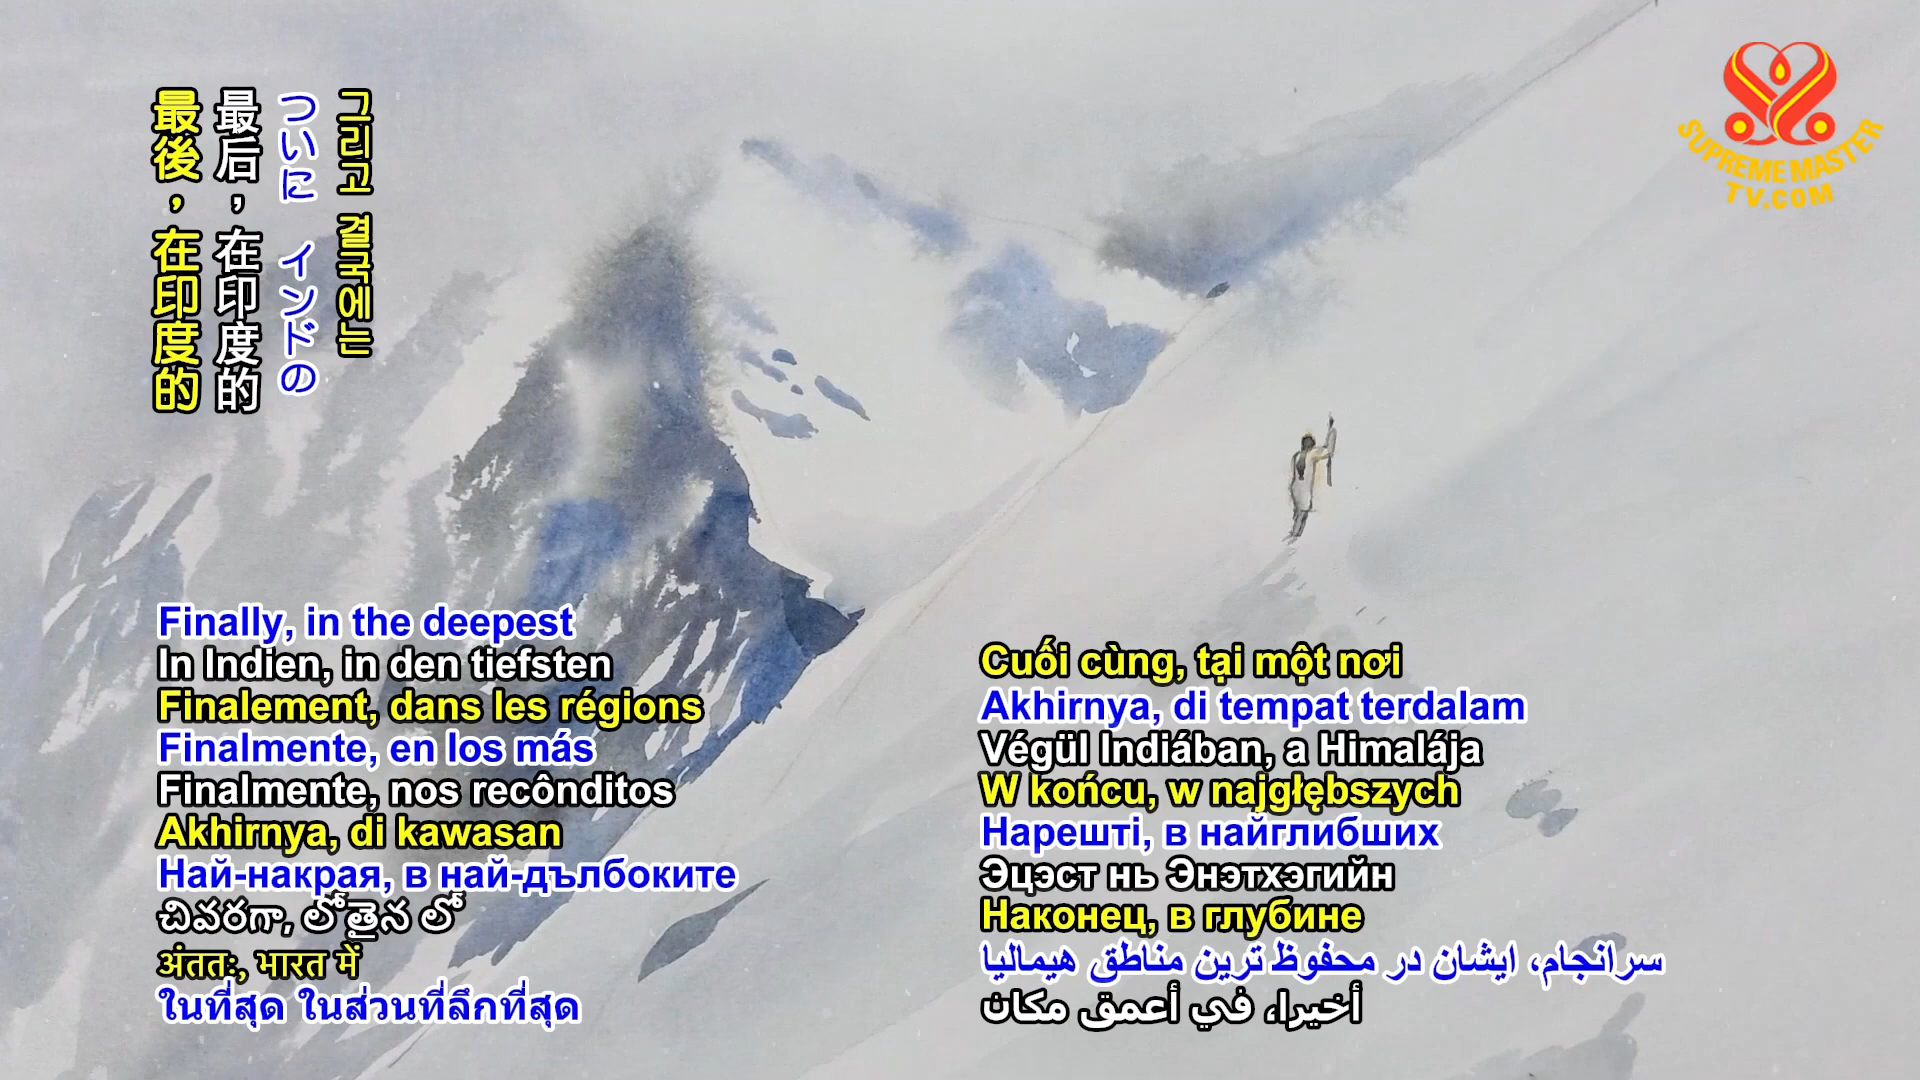 그리고 결국에는
ついに インドの
最后，在印度的
最後，在印度的
SUPREME MASTER
TV.COM
Finally, in the deepest
In Indien, in den tiefsten
Finalement, dans les régions
Finalmente, en los más
Finalmente, nos recônditos
Akhirnya, di kawasan
Най-накрая, в най-дълбоките
చివరగా, లోతైన లో
अंततः, भारत में
ในที่สุด ในส่วนที่ลึกที่สุด
Cuối cùng, tại một nơi
Akhirnya, di tempat terdalam
Végül Indiában, a Himalája
W końcu, w najgłębszych
Нарешті, в найглибших
Эцэст нь Энэтхэгийн
Наконец, в глубине
سرانجام، ایشان در محفوظ ترین مناطق هیمالیا
أخيرا، في أعمق مكان